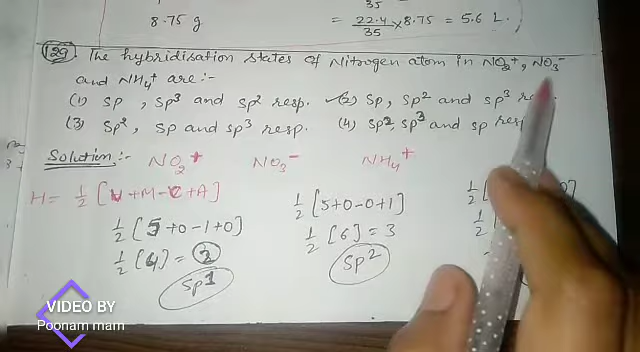 35
8.75 g = 22.4/35 × 8.75 = 5.6 L.
(129) The hybridisation states of Nitrogen atom in NO2+, NO3-
and NH4+ are:-
(1) sp, sp3 and sp2 resp. (2) sp, sp2 and sp3
(3) sp2, sp and sp3 resp. (4) sp2, sp3 and sp resp
Solution:- NO2+ NO3- NH4+
H = 1/2 [V+M-C+A]
1/2 [5+0-1+0] 1/2 [5+0-0+1]
1/2 (4) = 2 1/2 [6] = 3
sp1 sp2
VIDEO BY
Poonam mam